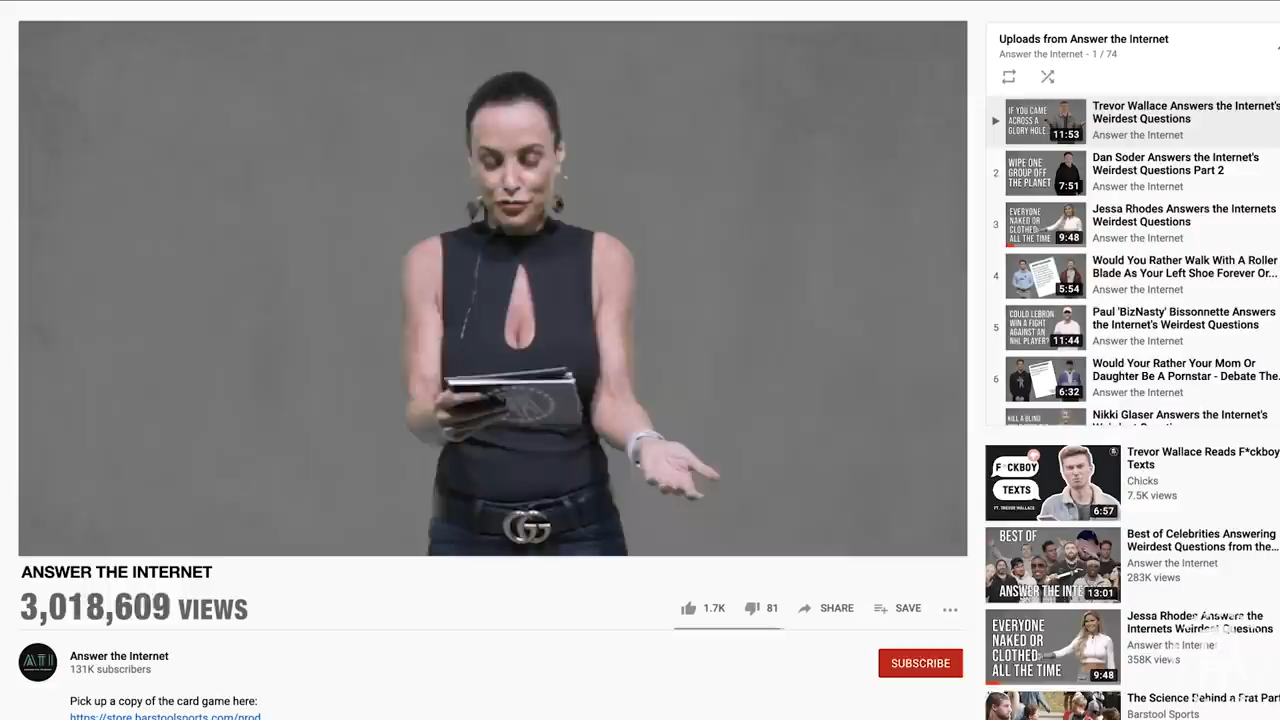 ANSWER THE INTERNET
3,018,609 VIEWS
1.7K
81
SHARE
SAVE
ATI
Answer the Internet
131K subscribers
SUBSCRIBE
Pick up a copy of the card game here:
https://store.barstoolsports.com/prod
Uploads from Answer the Internet
Answer the Internet - 1 / 74
IF YOU CAME
ACROSS A
GLORY HOLE
11:53
Trevor Wallace Answers the Internet's
Weirdest Questions
Answer the Internet
2
WIPE ONE
GROUP OFF
THE PLANET
7:51
Dan Soder Answers the Internet's
Weirdest Questions Part 2
Answer the Internet
3
EVERYONE
NAKED OR
CLOTHED
ALL THE TIME
9:48
Jessa Rhodes Answers the Internets
Weirdest Questions
Answer the Internet
4
5:54
Would You Rather Walk With A Roller
Blade As Your Left Shoe Forever Or...
Answer the Internet
5
COULD LEBRON
WIN A FIGHT
AGAINST AN
NHL PLAYER?
11:44
Paul 'BizNasty' Bissonnette Answers
the Internet's Weirdest Questions
Answer the Internet
6
6:32
Would Your Rather Your Mom Or
Daughter Be A Pornstar - Debate The...
Answer the Internet
KILL A BLIND
Nikki Glaser Answers the Internet's
F*CKBOY
TEXTS
FT. TREVOR WALLACE
6:57
Trevor Wallace Reads F*ckboy
Texts
Chicks
7.5K views
BEST OF
ANSWER THE INTE
13:01
Best of Celebrities Answering
Weirdest Questions from the...
Answer the Internet
283K views
EVERYONE
NAKED OR
CLOTHED
ALL THE TIME
9:48
Jessa Rhodes Answers the
Internets Weirdest Questions
Answer the Internet
358K views
The Science Behind a Frat Part
Barstool Sports